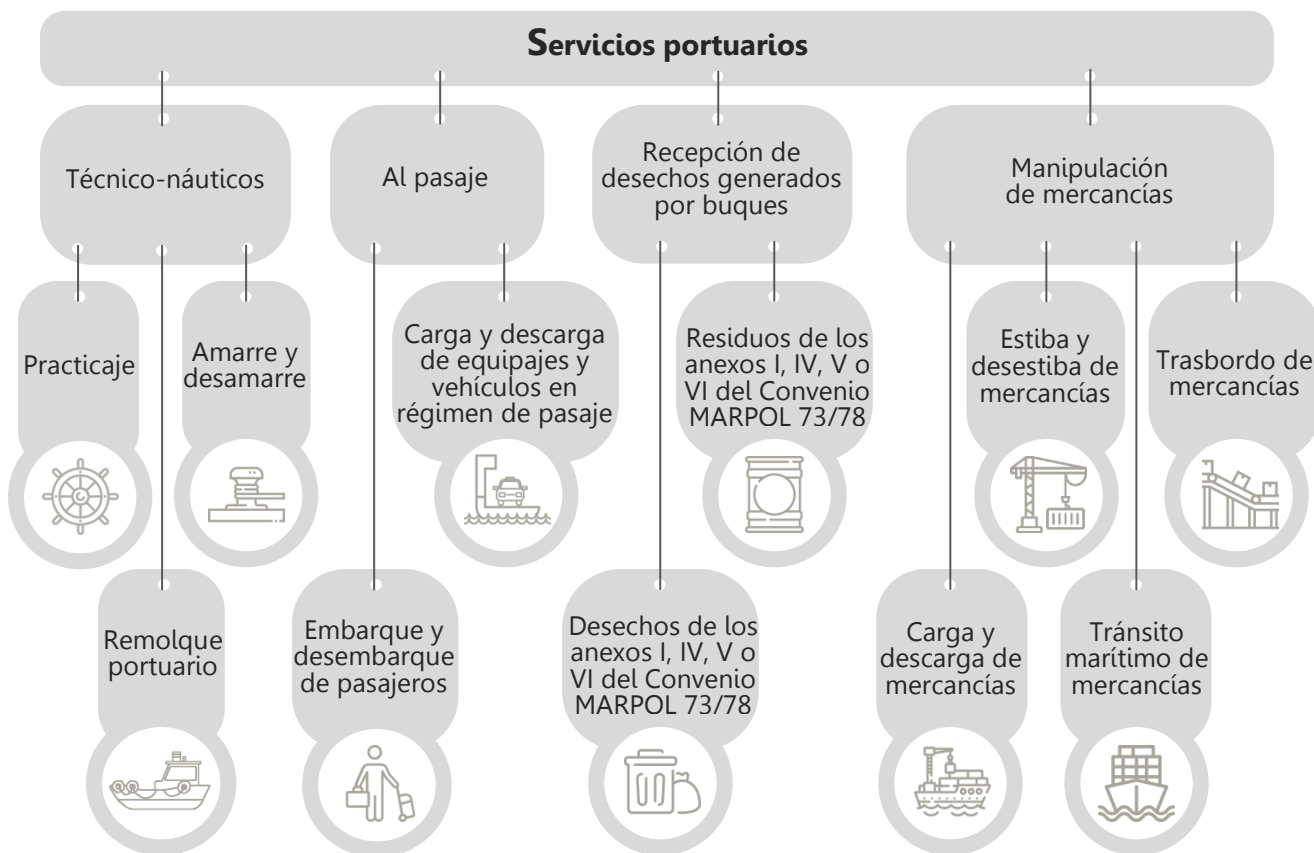 Servicios portuarios
Técnico-náuticos
Al pasaje
Recepción de
desechos generados
por buques
Manipulación
de mercancías
Practicaje
Amarre y
desamarre
Carga y descarga
de equipajes y
vehículos en
régimen de pasaje
Residuos de los
anexos I, IV, V o
VI del Convenio
MARPOL 73/78
Estiba y
desestiba de
mercancías
Trasbordo de
mercancías
Remolque
portuario
Embarque y
desembarque
de pasajeros
Desechos de los
anexos I, IV, V o
VI del Convenio
MARPOL 73/78
Carga y
descarga de
mercancías
Tránsito
marítimo de
mercancías